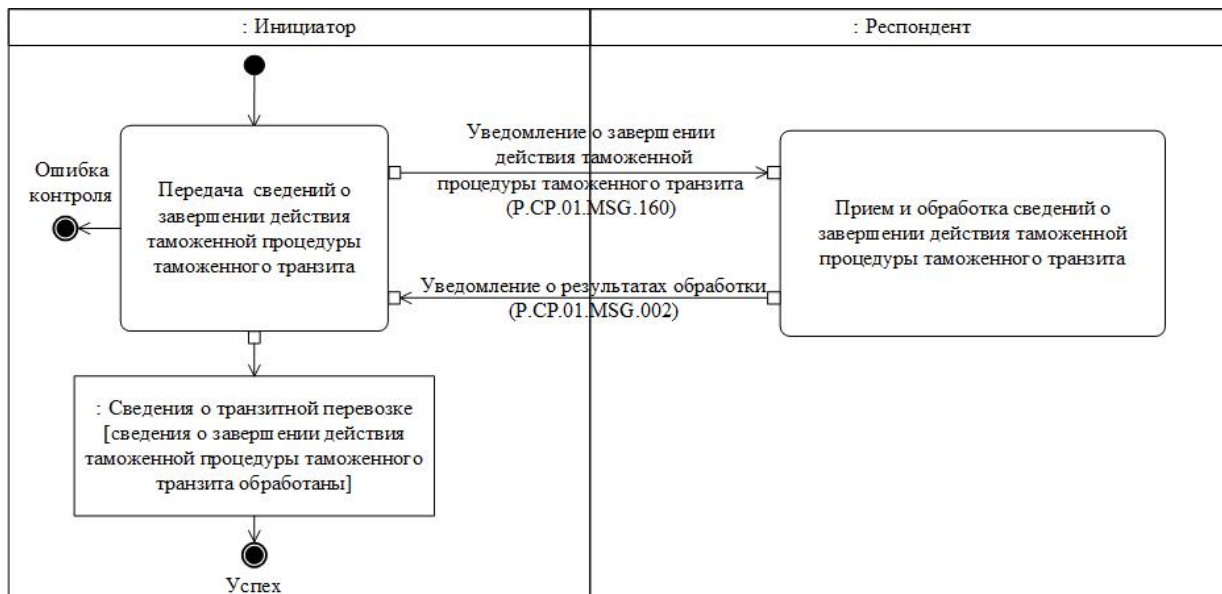 : Инициатор
: Респондент
Ошибка
контроля
Передача сведений о
завершении действия
таможенной процедуры
таможенного транзита
Уведомление о завершении
действия таможенной
процедуры таможенного транзита
(P.CP.01.MSG.160)
Прием и обработка сведений о
завершении действия таможенной
процедуры таможенного транзита
Уведомление о результатах обработки
(P.CP.01.MSG.002)
: Сведения о транзитной перевозке
[сведения о завершении действия
таможенной процедуры таможенного
транзита обработаны]
Успех